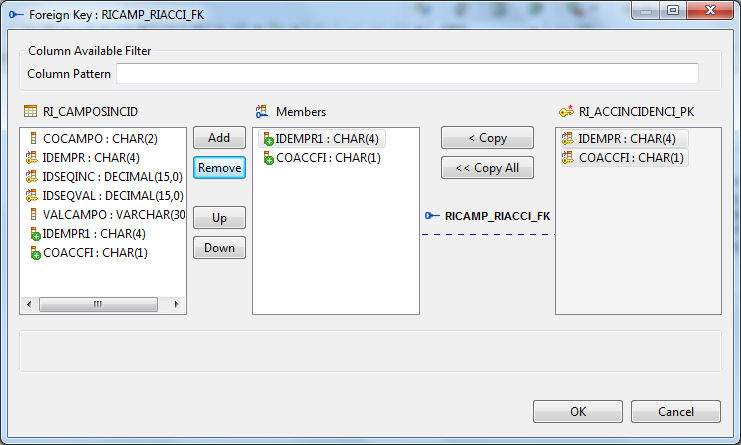 Foreign Key : RICAMP_RIACCI_FK
Column Available Filter
Column Pattern
RI_CAMPOSINCID
COCAMPO : CHAR(2)
IDEMPR : CHAR(4)
IDSEQINC : DECIMAL(15,0)
IDSEQVAL : DECIMAL(15,0)
VALCAMPO : VARCHAR(30
IDEMPR1 : CHAR(4)
COACCFI : CHAR(1)
Add
Remove
Up
Down
Members
IDEMPR1 : CHAR(4)
COACCFI : CHAR(1)
< Copy
<< Copy All
RICAMP_RIACCI_FK
RI_ACCINCIDENCI_PK
IDEMPR : CHAR(4)
COACCFI : CHAR(1)
OK
Cancel